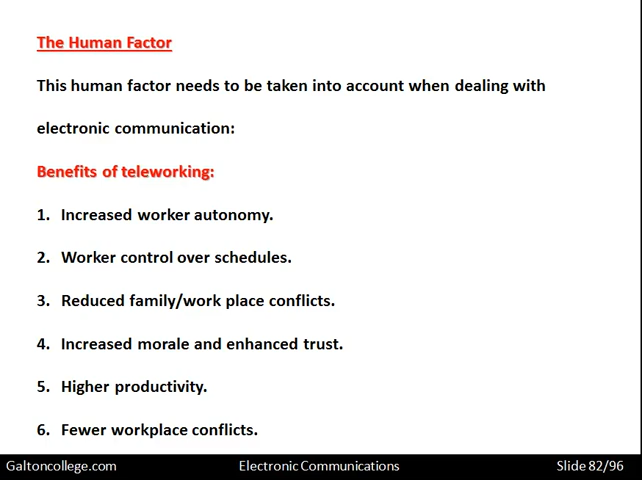 The Human Factor
This human factor needs to be taken into account when dealing with
electronic communication:
Benefits of teleworking:
1. Increased worker autonomy.
2. Worker control over schedules.
3. Reduced family/work place conflicts.
4. Increased morale and enhanced trust.
5. Higher productivity.
6. Fewer workplace conflicts.
Galtoncollege.com Electronic Communications Slide 82/96